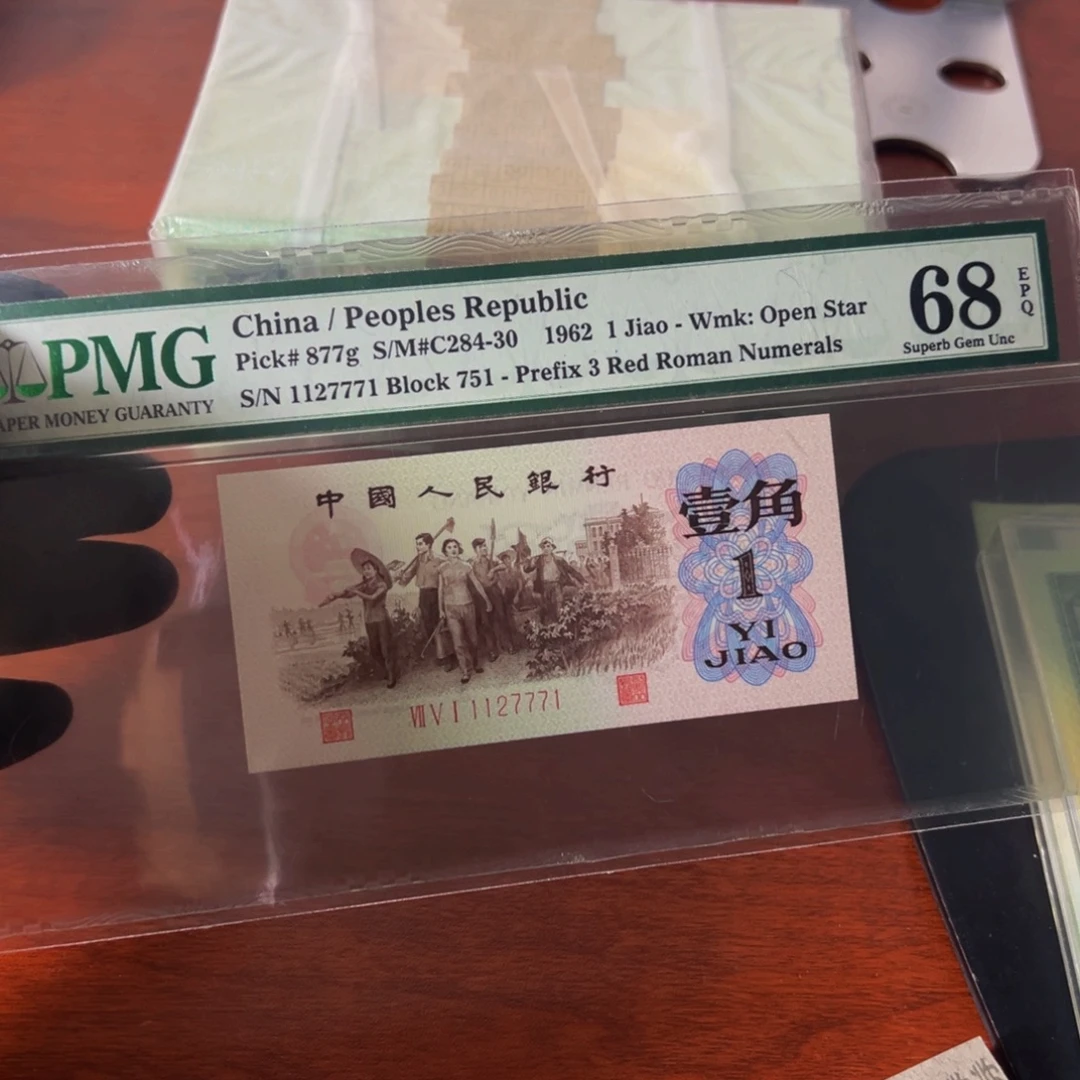 PMG
APER MONEY GUARANTY
China / Peoples Republic
Pick# 877g S/M#C284-30 1962 1 Jiao - Wmk: Open Star
S/N 1127771 Block 751 - Prefix 3 Red Roman Numerals
68
EPQ
Superb Gem Unc
中國人民銀行
壹角
1
YI
JIAO
VII V I 1127771